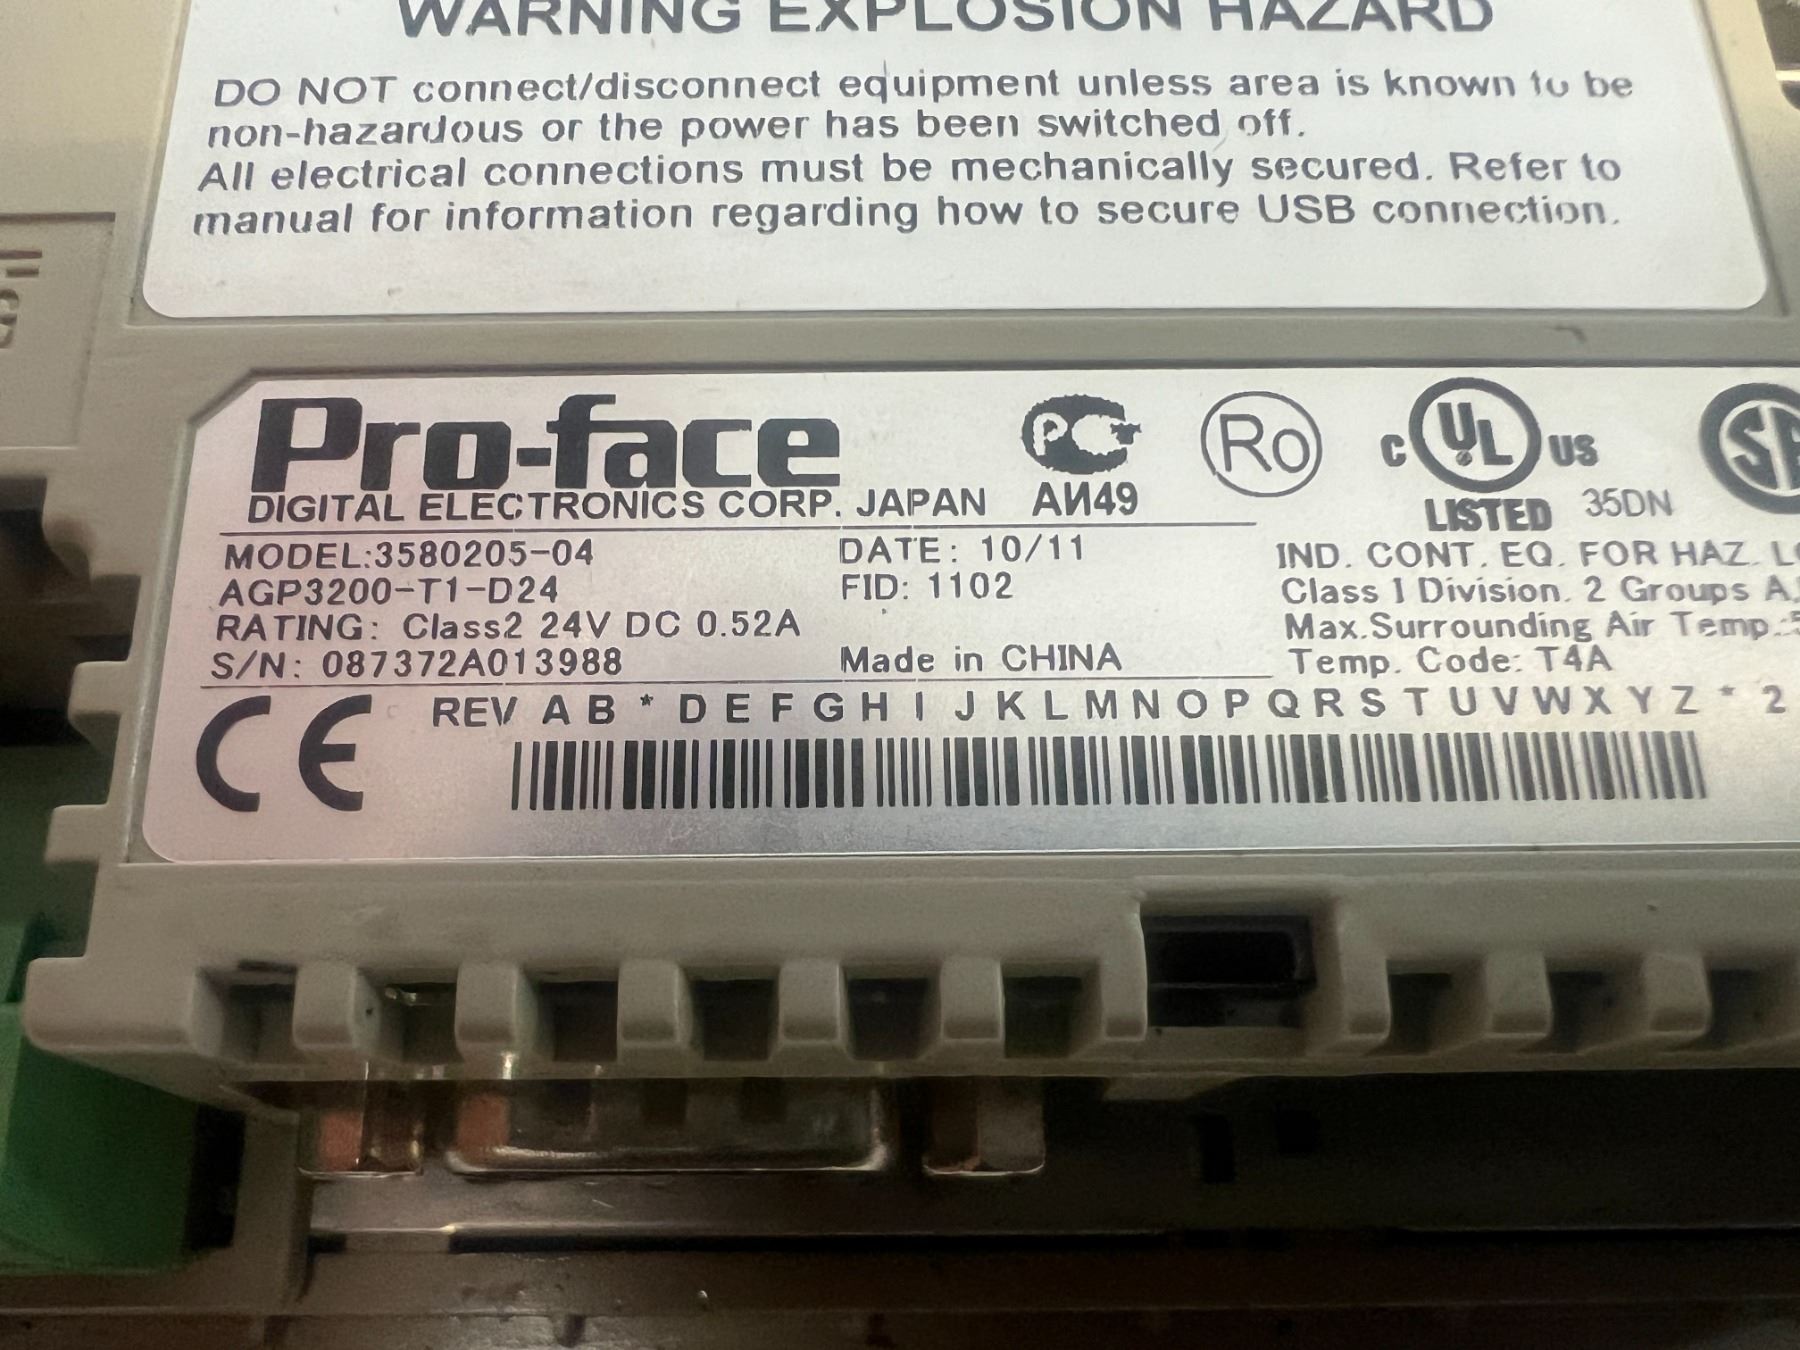 WARNING EXPLOSION HAZARD
DO NOT connect/disconnect equipment unless area is known to be
non-hazardous or the power has been switched off.
All electrical connections must be mechanically secured. Refer to
manual for information regarding how to secure USB connection.
Pro-face
DIGITAL ELECTRONICS CORP. JAPAN
РСТ
АИ49
Ro
C UL US
LISTED 35DN
SA
MODEL:3580205-04
AGP3200-T1-D24
RATING: Class2 24V DC 0.52A
S/N: 087372A013988
DATE: 10/11
FID: 1102
Made in CHINA
IND. CONT. EQ. FOR HAZ.
Class I Division. 2 Groups A,
Max.Surrounding Air Temp.:5
Temp. Code: T4A
CE
REV A B * D E F G H I J K L M N O P Q R S T U V W X Y Z * 2